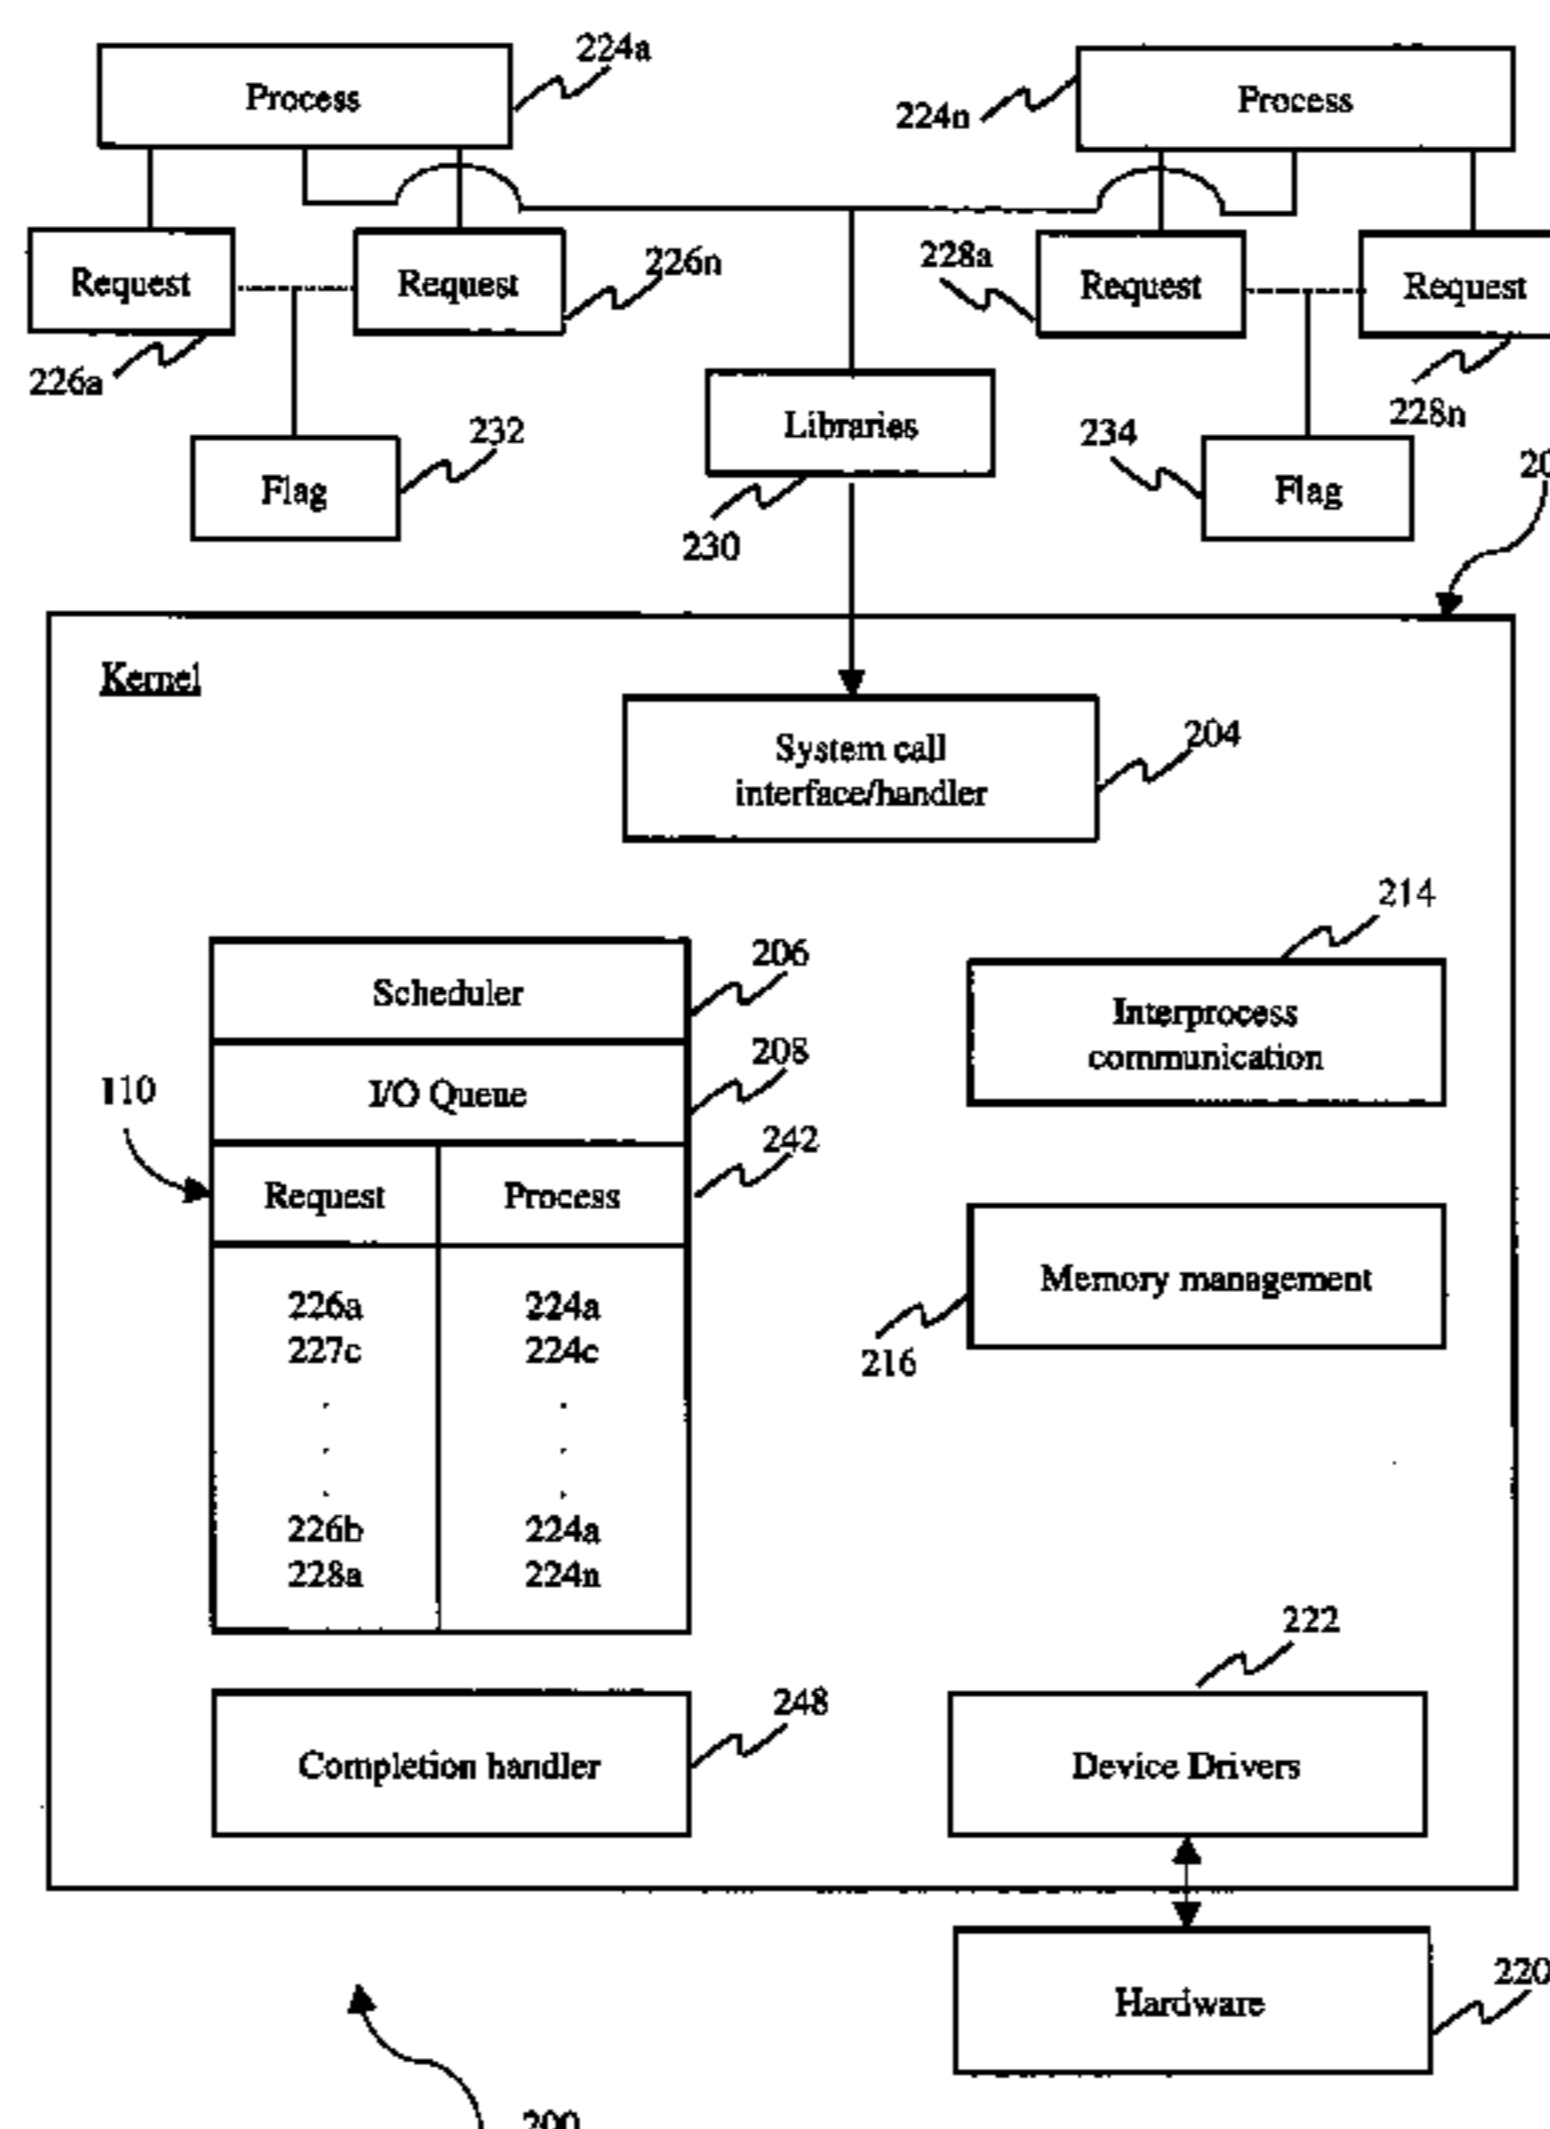 224a
Process
224n
Process
Request
Request
226n
228a
Request
Request
226a
Libraries
228n
232
234
Flag
Flag
230
20
Kernel
System call
interface/handler
204
214
Scheduler
206
Interprocess
communication
I/O Queue
208
110
Request
Process
242
Memory management
216
226a
224a
227c
224c
226b
224a
228a
224n
222
Completion handler
248
Device Drivers
Hardware
220
200